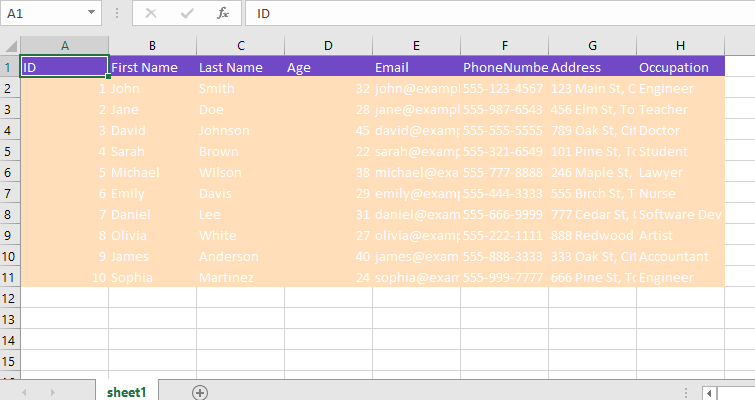 A1 fx ID
A B C D E F G H
1 ID First Name Last Name Age Email PhoneNumbe Address Occupation
2 1 John Smith 32 john@exampl 555-123-4567 123 Main St, C Engineer
3 2 Jane Doe 28 jane@exampl 555-987-6543 456 Elm St, To Teacher
4 3 David Johnson 45 david@examp 555-555-5555 789 Oak St, Cit Doctor
5 4 Sarah Brown 22 sarah@examp 555-321-6549 101 Pine St, To Student
6 5 Michael Wilson 38 michael@exa 555-777-8888 246 Maple St, Lawyer
7 6 Emily Davis 29 emily@examp 555-444-3333 555 Birch St, T Nurse
8 7 Daniel Lee 31 daniel@exam 555-666-9999 777 Cedar St, Software Dev
9 8 Olivia White 27 olivia@exam 555-222-1111 888 Redwood Artist
10 9 James Anderson 40 james@exam 555-888-3333 333 Oak St, Cit Accountant
11 10 Sophia Martinez 24 sophia@exam 555-999-7777 666 Pine St, To Engineer
12
13
14
15
sheet1